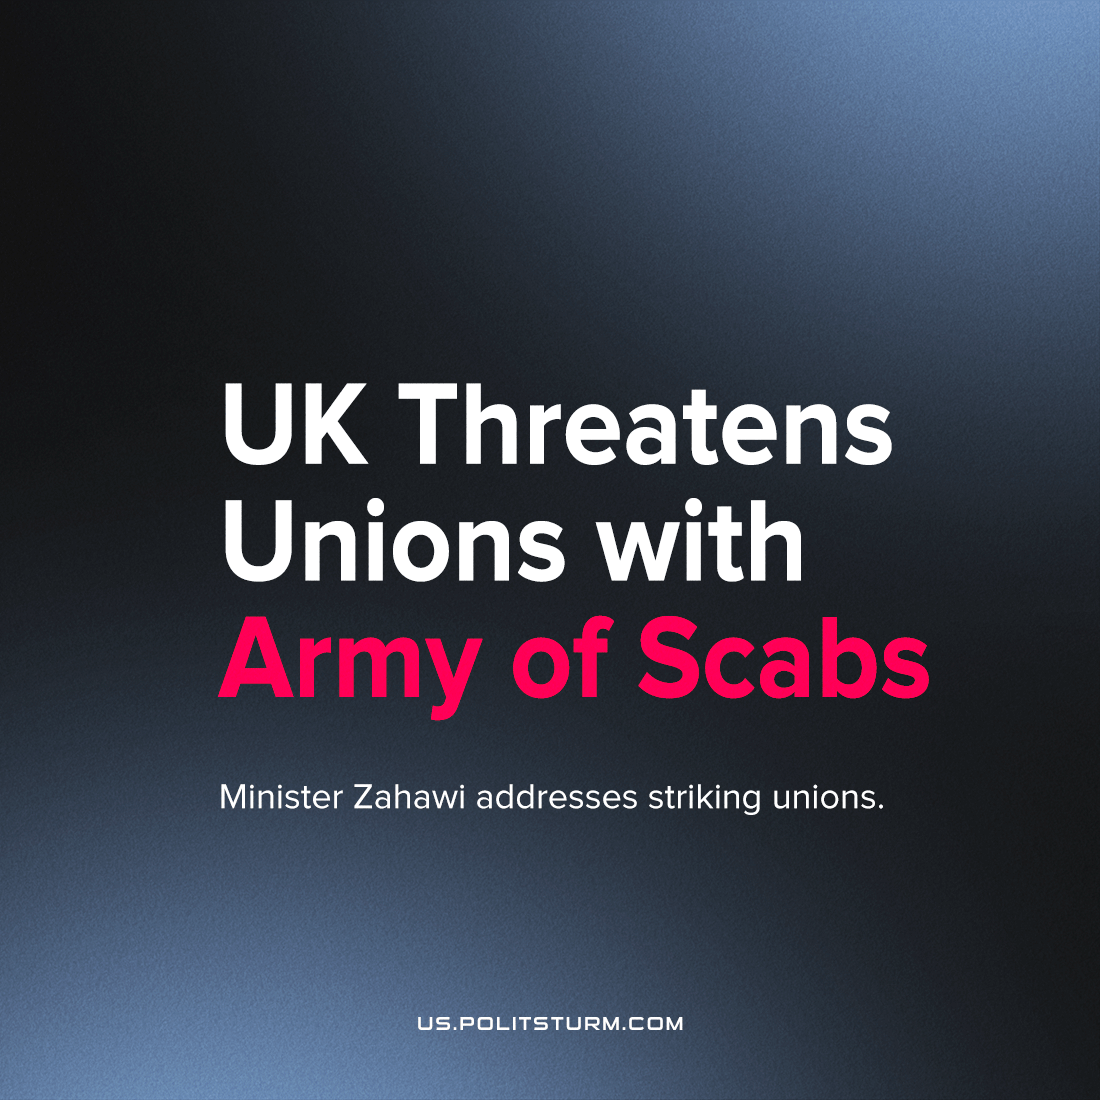 UK Threatens
Unions with
Army of Scabs
Minister Zahawi addresses striking unions.
US.POLITSTURM.COM